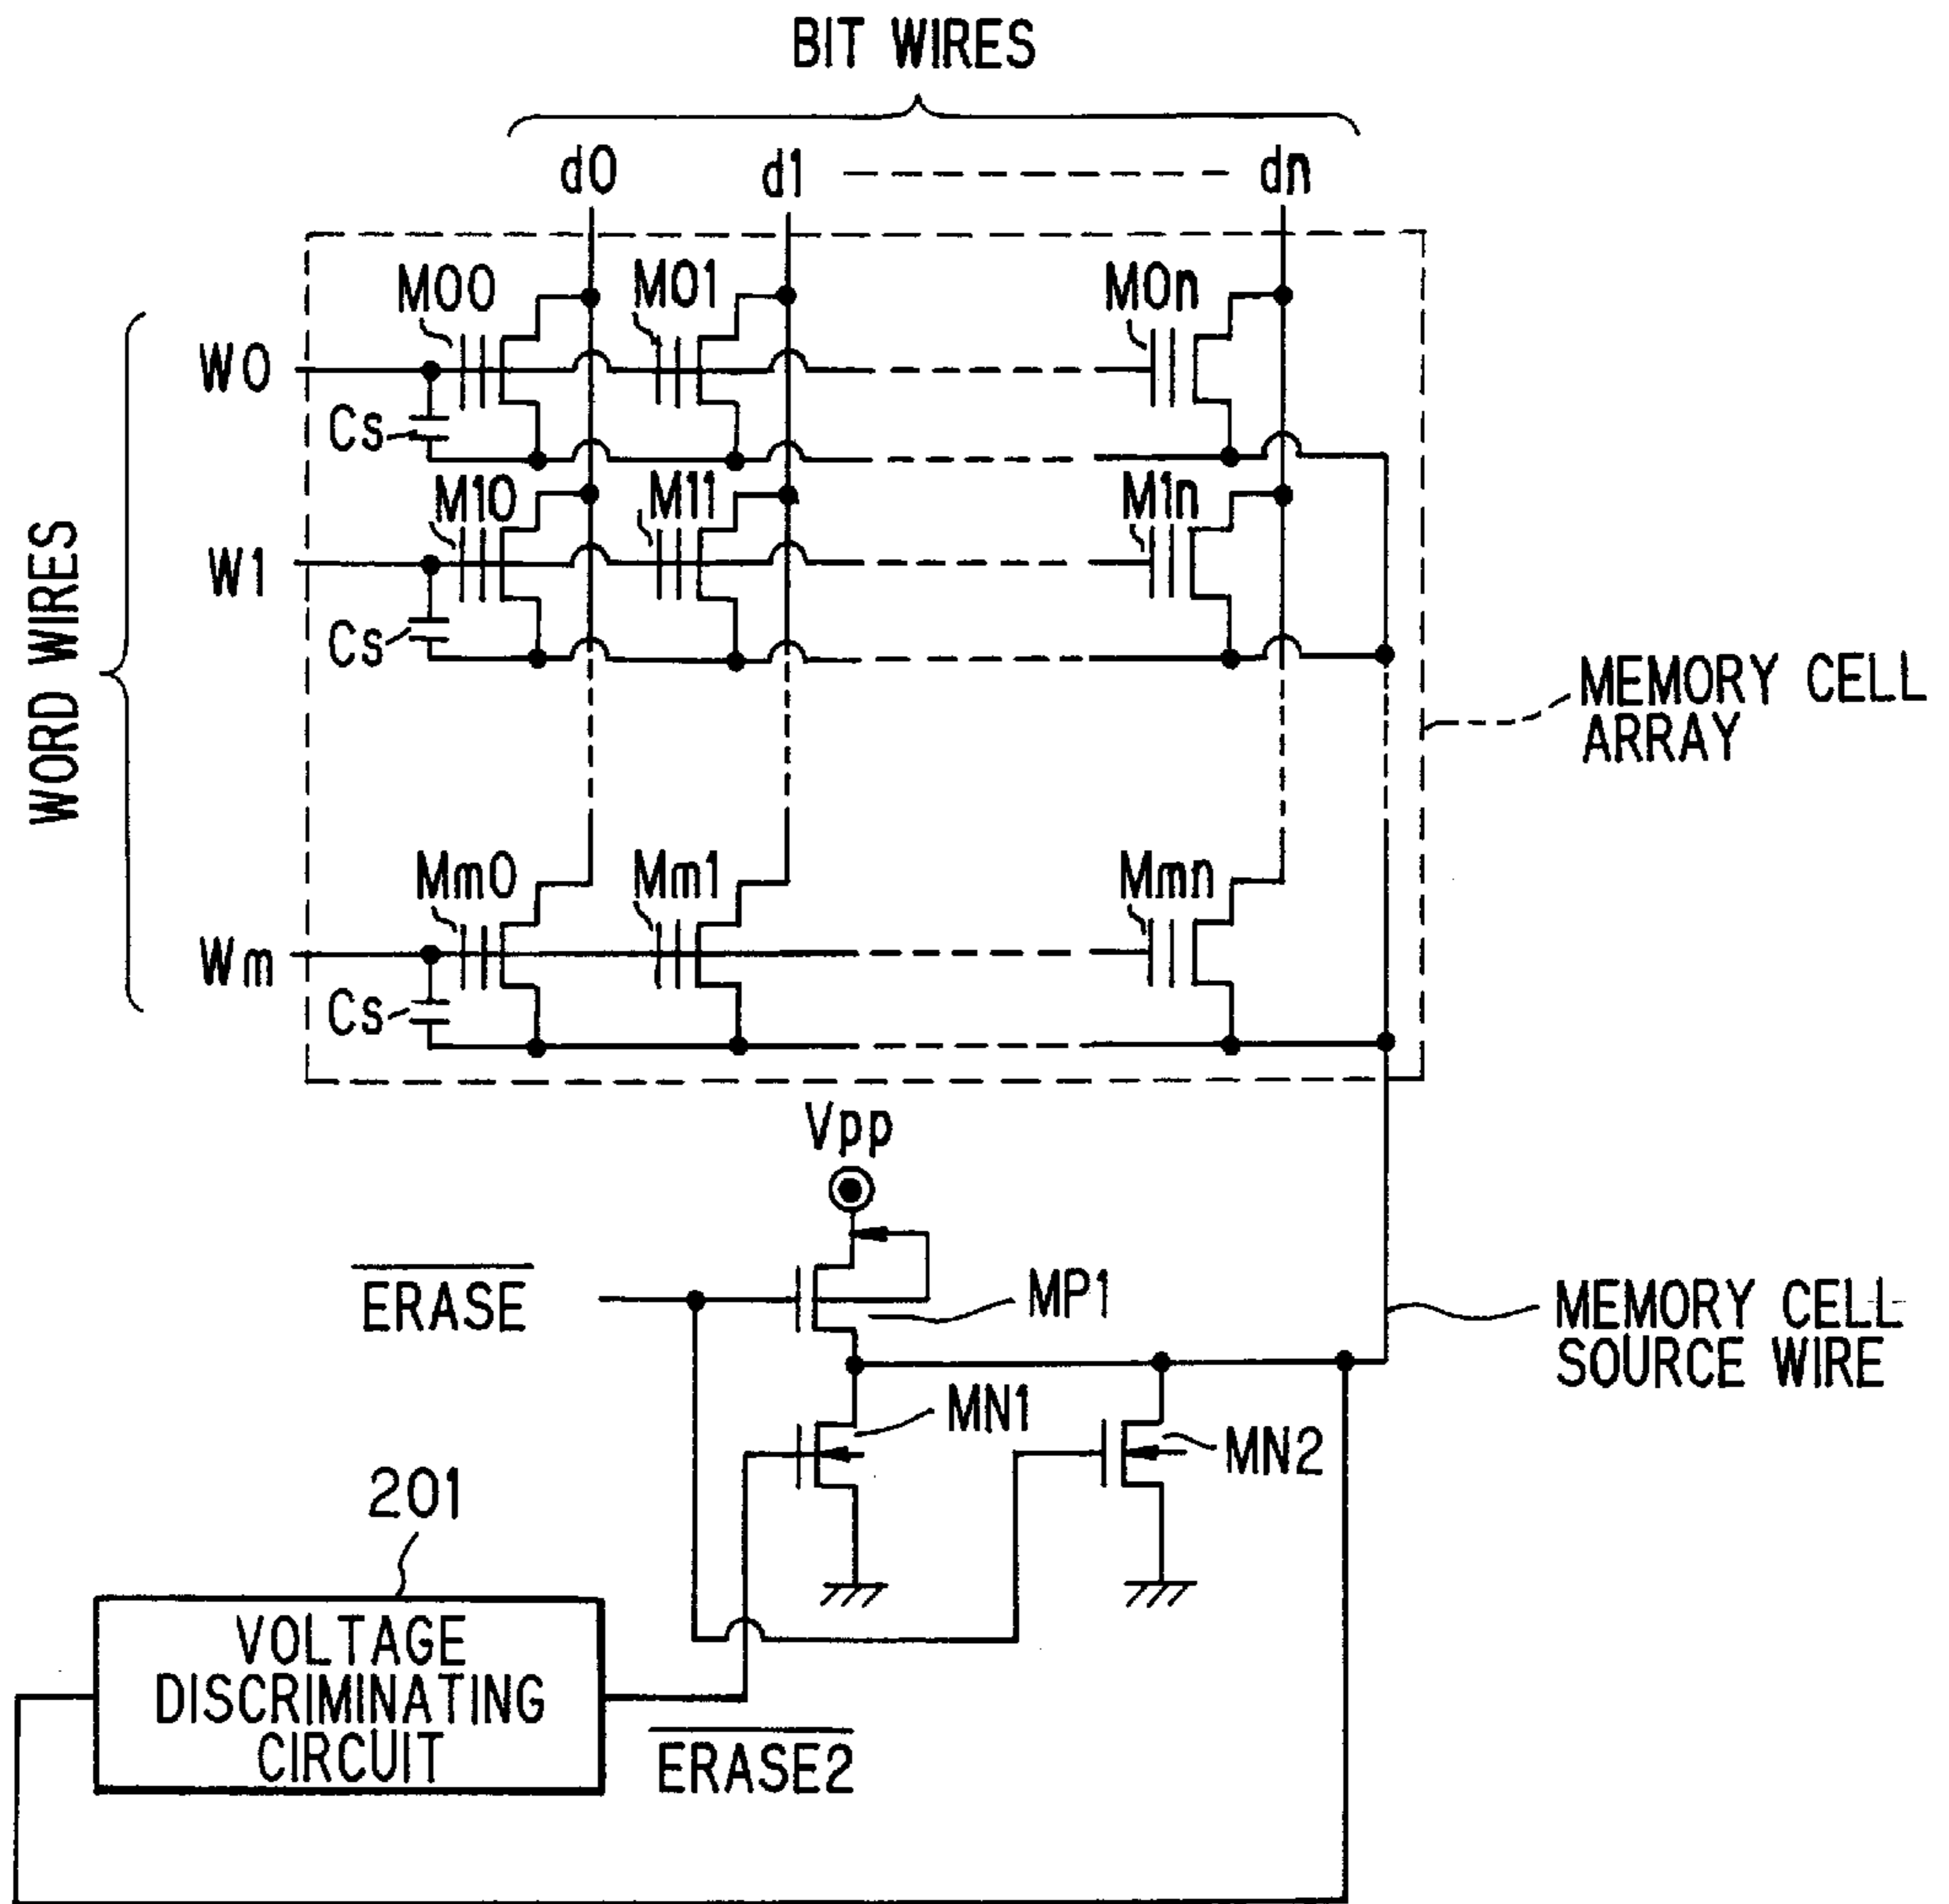 BIT WIRES
d0 d1 dn
M00 M01 M0n
W0
Cs
M10 M11 M1n
W1
Cs
WORD WIRES
MEMORY CELL
ARRAY
Mm0 Mm1 Mmn
Wm
Cs
Vpp
ERASE
MP1
MEMORY CELL
SOURCE WIRE
MN1
MN2
201
VOLTAGE
DISCRIMINATING
CIRCUIT
ERASE2